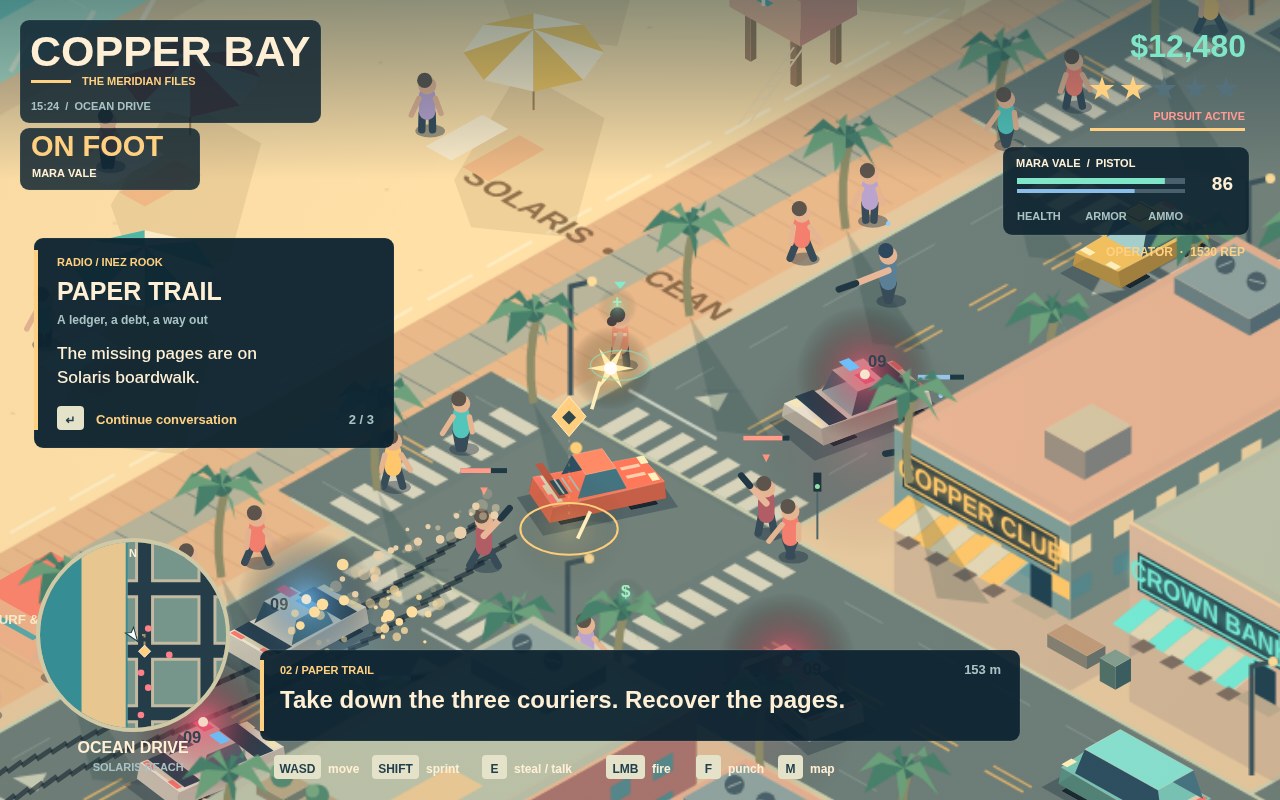 COPPER BAY
THE MERIDIAN FILES
15:24 / OCEAN DRIVE
ON FOOT
MARA VALE
$12,480
PURSUIT ACTIVE
MARA VALE / PISTOL
86
HEALTH ARMOR AMMO
OPERATOR · 1530 REP
RADIO / INEZ ROOK
PAPER TRAIL
A ledger, a debt, a way out
The missing pages are on
Solaris boardwalk.
↵ Continue conversation 2 / 3
SOLARIS •
CEAN
09
COPPER CLUB
CROWN BANK
09
$
09
09
URF &
N
OCEAN DRIVE
02 / PAPER TRAIL 153 m
Take down the three couriers. Recover the pages.
WASD move SHIFT sprint E steal / talk LMB fire F punch M map